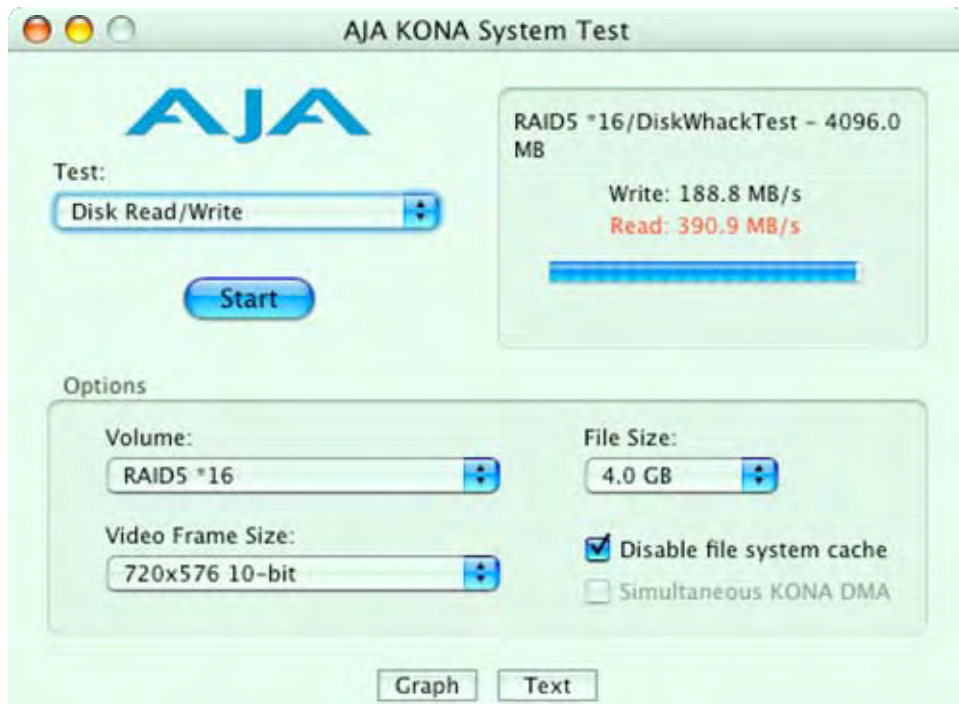 AJA KONA System Test
AJA
Test:
Disk Read/Write
Start
RAID5 *16/DiskWhackTest – 4096.0
MB
Write: 188.8 MB/s
Read: 390.9 MB/s
Options
Volume:
RAID5 *16
Video Frame Size:
720x576 10-bit
File Size:
4.0 GB
Disable file system cache
Simultaneous KONA DMA
Graph
Text